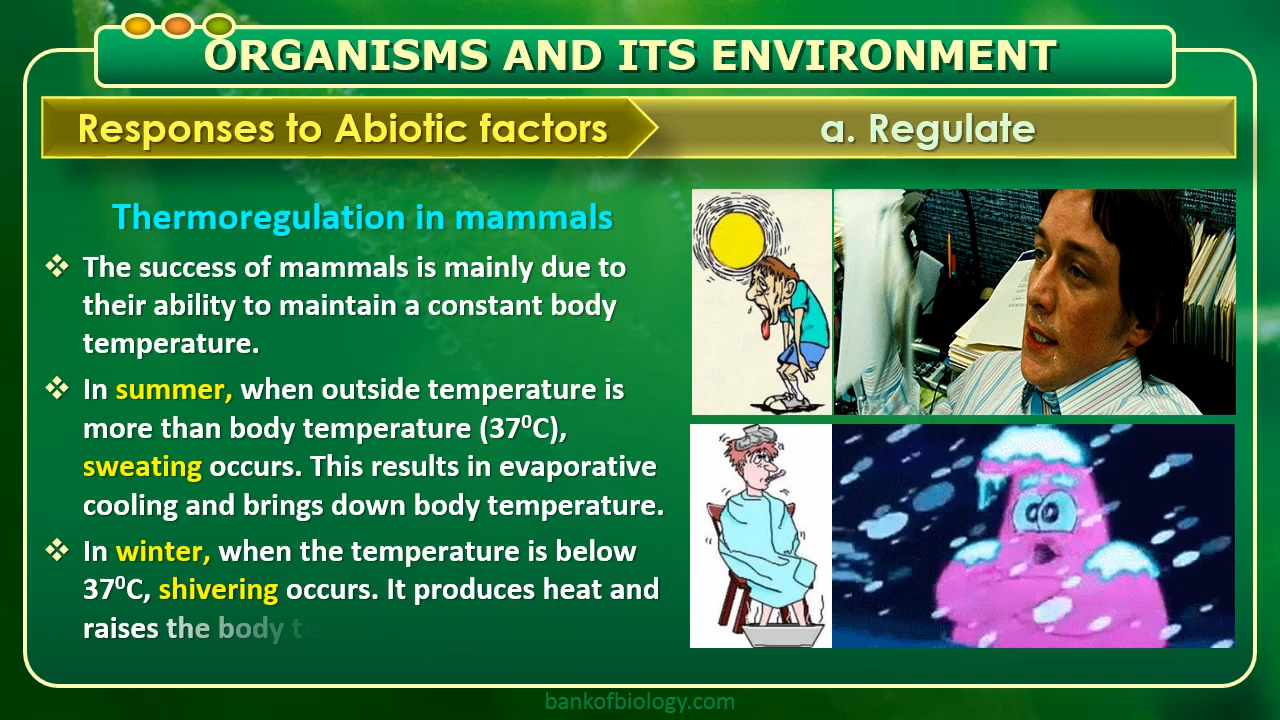 ORGANISMS AND ITS ENVIRONMENT
Responses to Abiotic factors
a. Regulate
Thermoregulation in mammals
❖ The success of mammals is mainly due to
their ability to maintain a constant body
temperature.
❖ In summer, when outside temperature is
more than body temperature (37⁰C),
sweating occurs. This results in evaporative
cooling and brings down body temperature.
❖ In winter, when the temperature is below
37⁰C, shivering occurs. It produces heat and
raises the body
bankofbiology.com